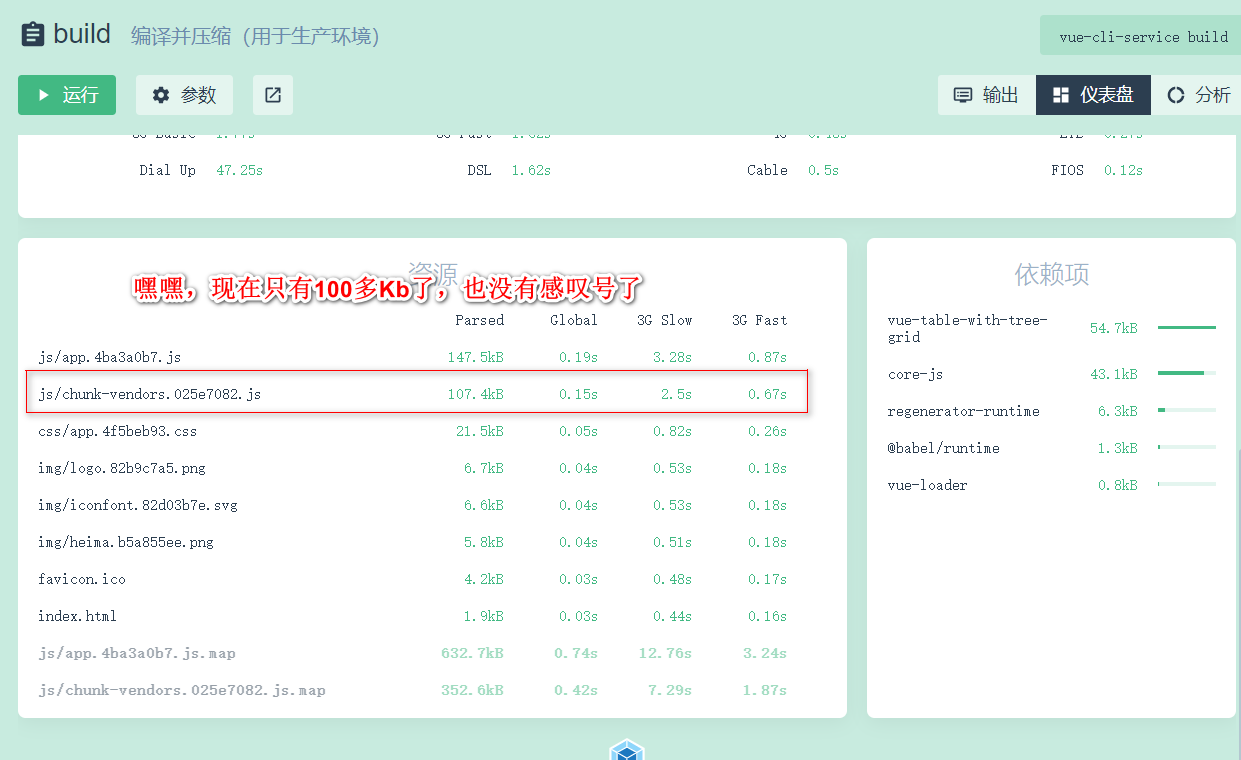 build 编译并压缩（用于生产环境） vue-cli-service build
运行 参数 输出 仪表盘 分析
Dial Up 47.25s DSL 1.62s Cable 0.5s FIOS 0.12s
资源
嘿嘿，现在只有100多Kb了，也没有感叹号了
Parsed Global 3G Slow 3G Fast
js/app.4ba3a0b7.js 147.5kB 0.19s 3.28s 0.87s
js/chunk-vendors.025e7082.js 107.4kB 0.15s 2.5s 0.67s
css/app.4f5beb93.css 21.5kB 0.05s 0.82s 0.26s
img/logo.82b9c7a5.png 6.7kB 0.04s 0.53s 0.18s
img/iconfont.82d03b7e.svg 6.6kB 0.04s 0.53s 0.18s
img/heima.b5a855ee.png 5.8kB 0.04s 0.51s 0.18s
favicon.ico 4.2kB 0.03s 0.48s 0.17s
index.html 1.9kB 0.03s 0.44s 0.16s
js/app.4ba3a0b7.js.map 632.7kB 0.74s 12.76s 3.24s
js/chunk-vendors.025e7082.js.map 352.6kB 0.42s 7.29s 1.87s
依赖项
vue-table-with-tree-
grid 54.7kB
core-js 43.1kB
regenerator-runtime 6.3kB
@babel/runtime 1.3kB
vue-loader 0.8kB